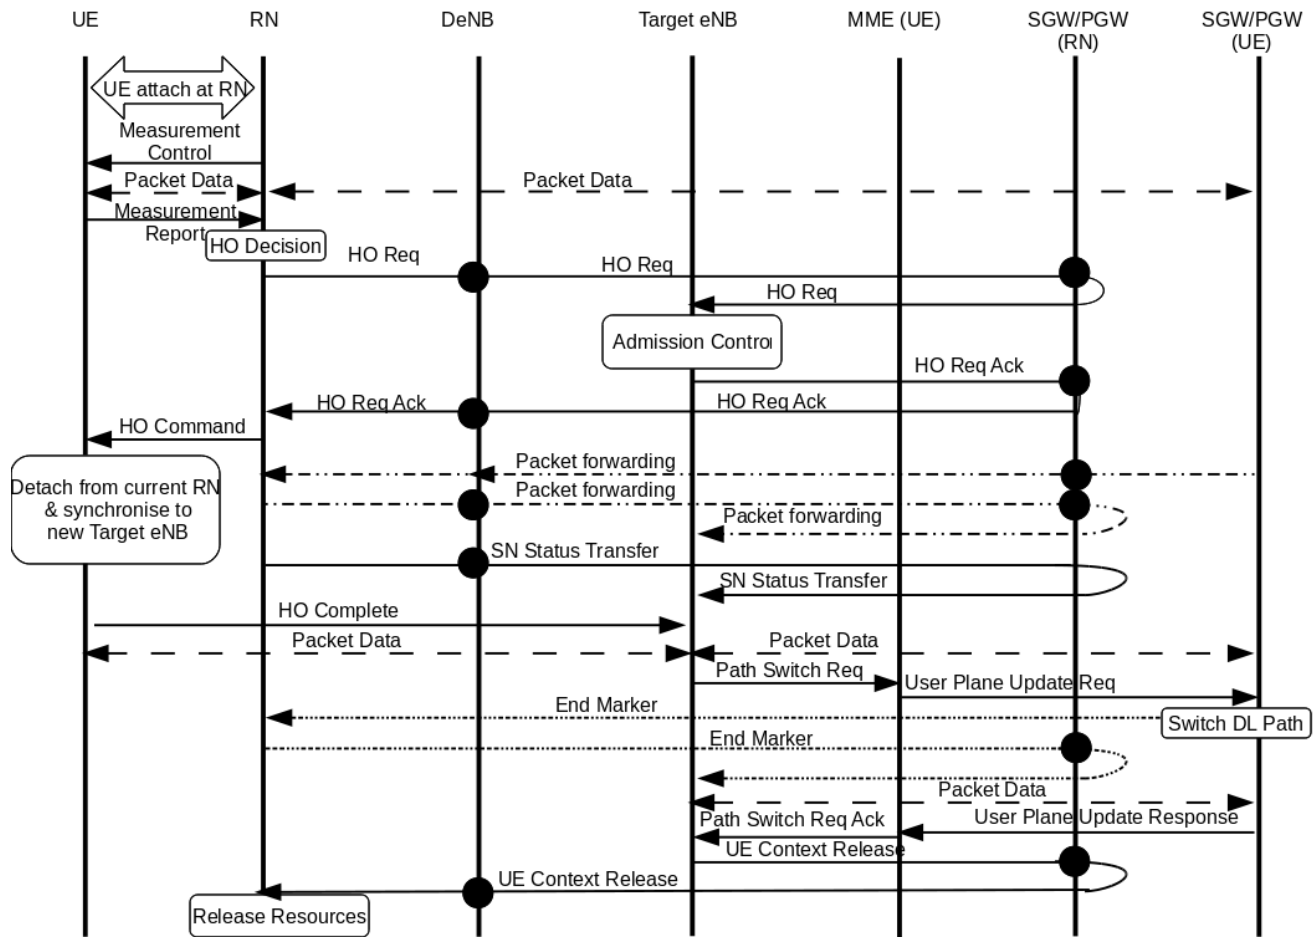 UE
RN
DeNB
Target eNB
MME (UE)
SGW/PGW
(RN)
SGW/PGW
(UE)
UE attach at RN
Measurement
Control
Packet Data
Packet Data
Measurement
Report
HO Decision
HO Req
HO Req
HO Req
Admission Contro
HO Req Ack
HO Req Ack
HO Req Ack
HO Command
Packet forwarding
Detach from current RN
& synchronise to
new Target eNB
Packet forwarding
Packet forwarding
SN Status Transfer
SN Status Transfer
HO Complete
Packet Data
Packet Data
Path Switch Req
User Plane Update Req
End Marker
Switch DL Path
End Marker
Packet Data
User Plane Update Response
Path Switch Req Ack
UE Context Release
UE Context Release
Release Resources